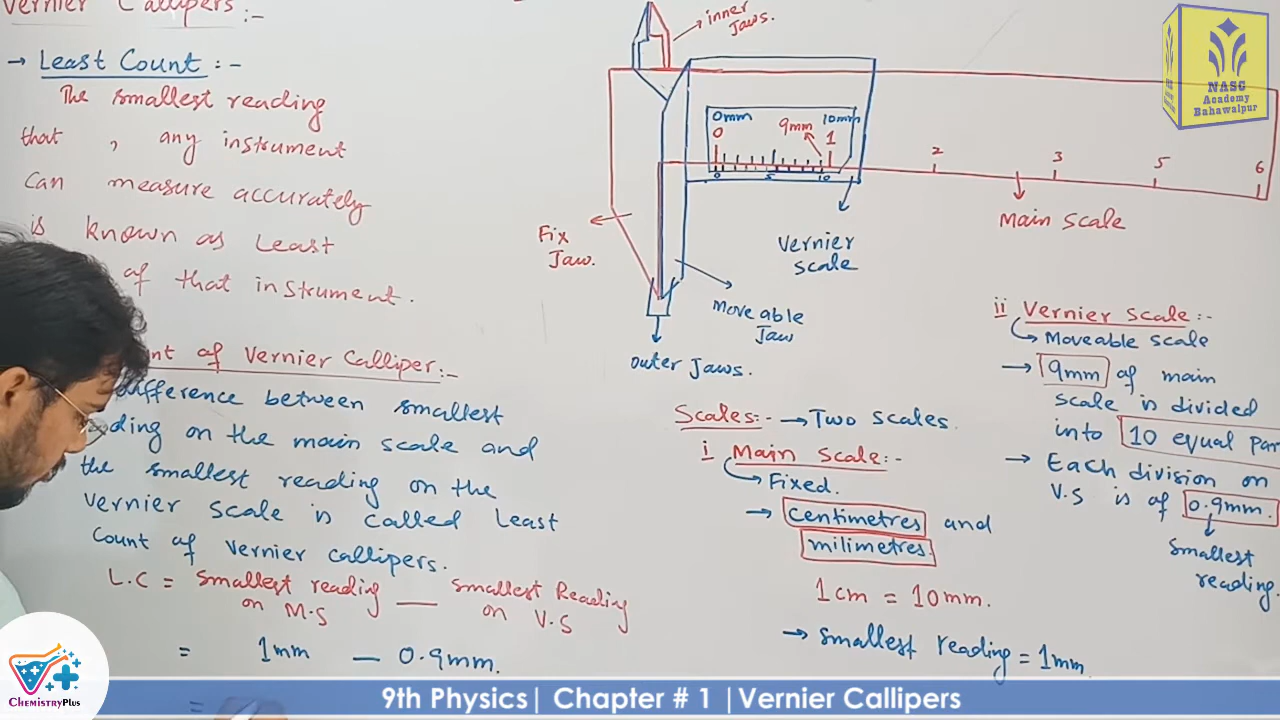 Vernier Callipers:-
→ Least Count:-
The smallest reading
that , any instrument
can measure accurately
is known as Least
of that instrument.
of Vernier Calliper:-
difference between smallest
on the main scale and
the smallest reading on the
Vernier scale is called Least
Count of Vernier callipers.
L.C = smallest reading on M.S — smallest Reading on V.S
= 1mm — 0.9mm.
=
inner
Jaws.
0mm 9mm 10mm
0 1 2 3 5 6
0 5 10
Fix
Jaw.
Vernier
scale
Main scale
Moveable
Jaw
Outer Jaws.
Scales:- → Two scales.
i Main Scale:-
Fixed.
→ Centimetres and
milimetres.
1cm = 10mm.
→ smallest reading = 1mm
ii Vernier Scale:-
Moveable scale
→ 9mm of main
scale is divided
into 10 equal par
→ Each division on
V.S is of 0.9mm.
smallest
reading.
NASG
Academy
Bahawalpur
ChemistryPlus
9th Physics| Chapter # 1 |Vernier Callipers